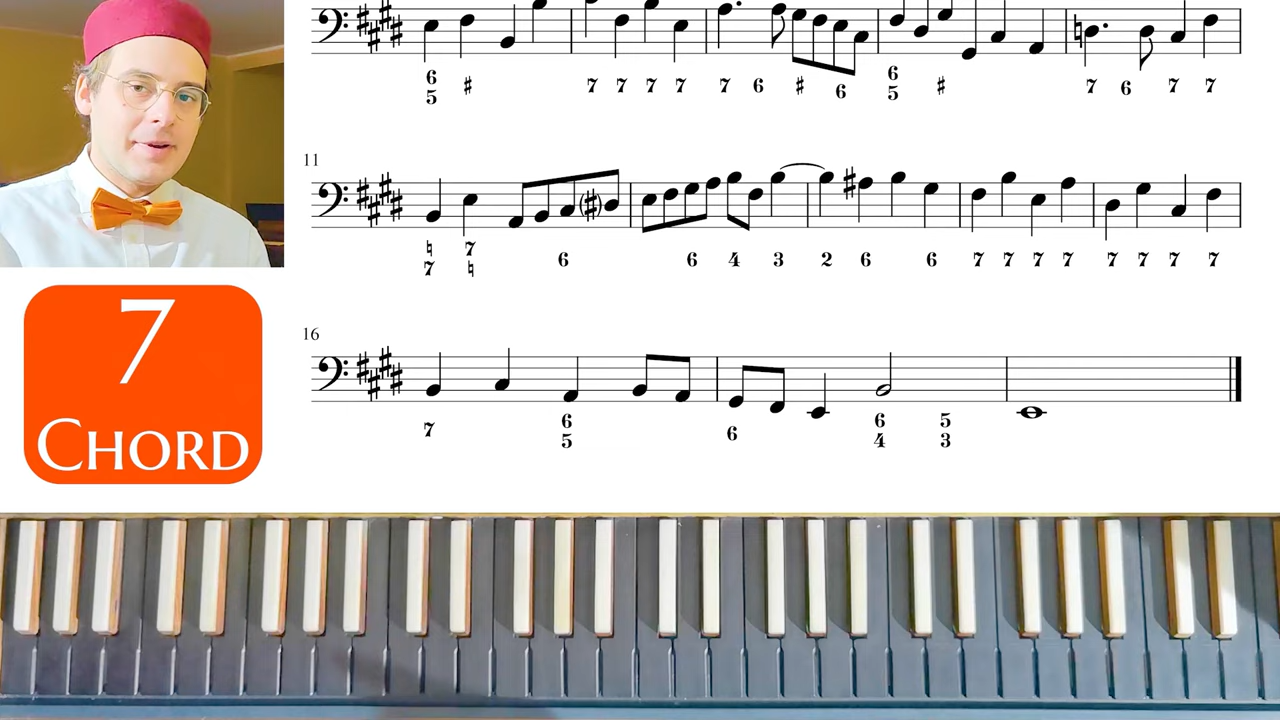 6 ♯ 7 7 7 7 7 6 ♯ 6 6 ♯ 7 6 7 7
5 5
11
♮ 7 6 6 4 3 2 6 6 7 7 7 7 7 7 7 7
7 ♮
7
CHORD
16
7 6 6 6 5
5 4 3